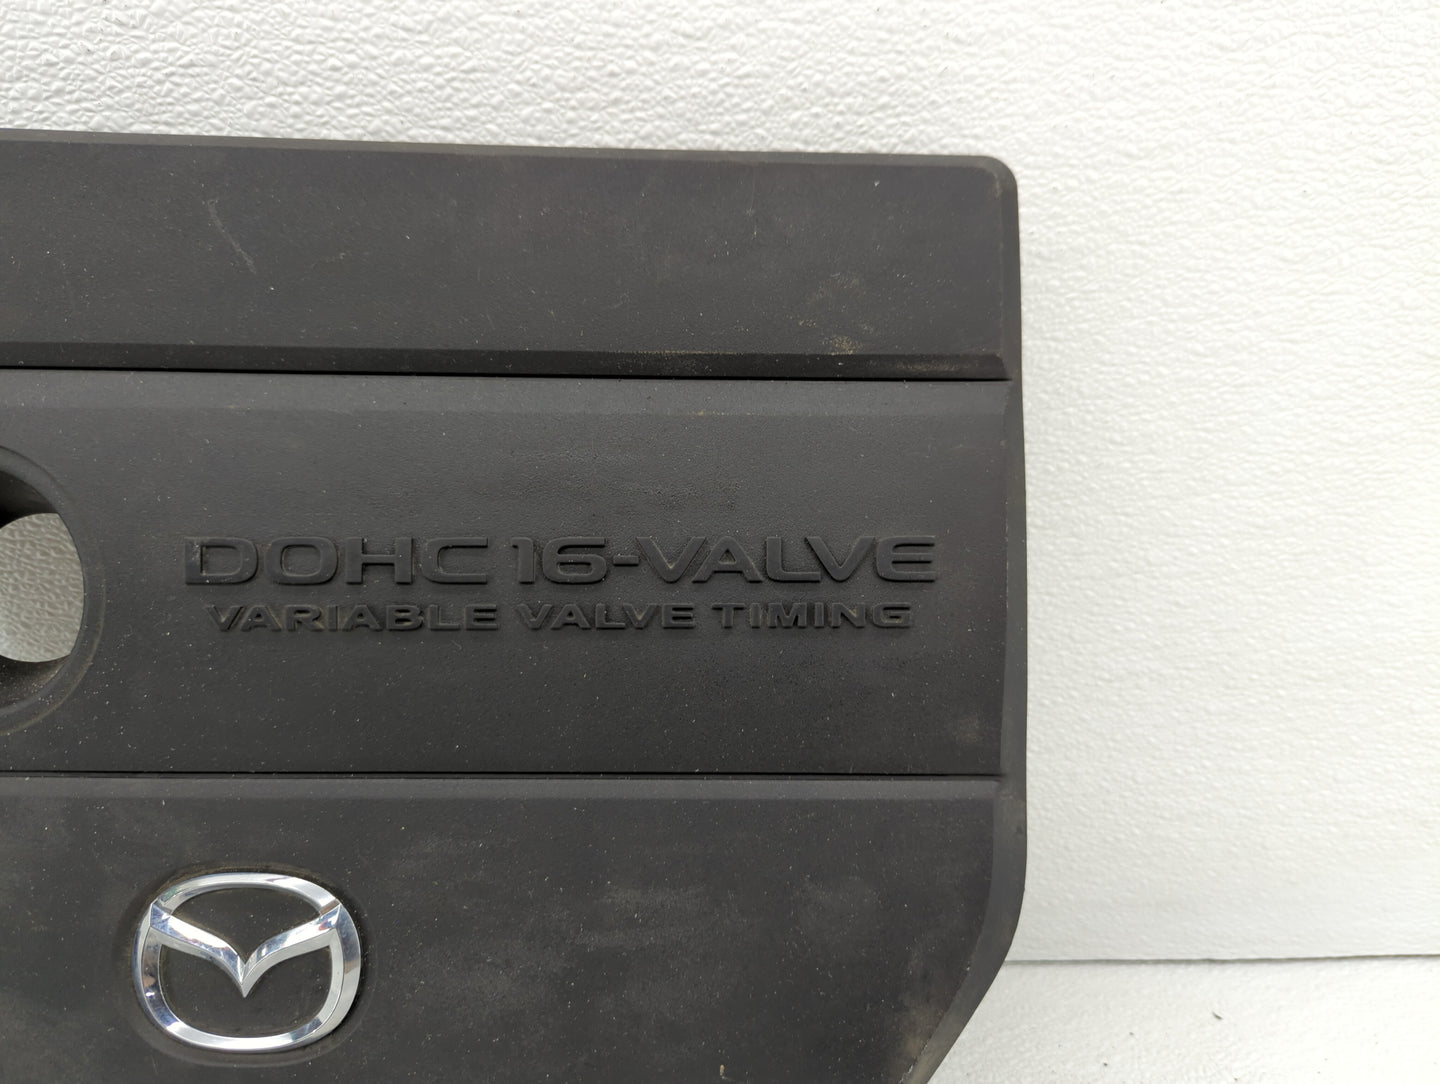 DOHC 16-VALVE
VARIABLE VALVE TIMING